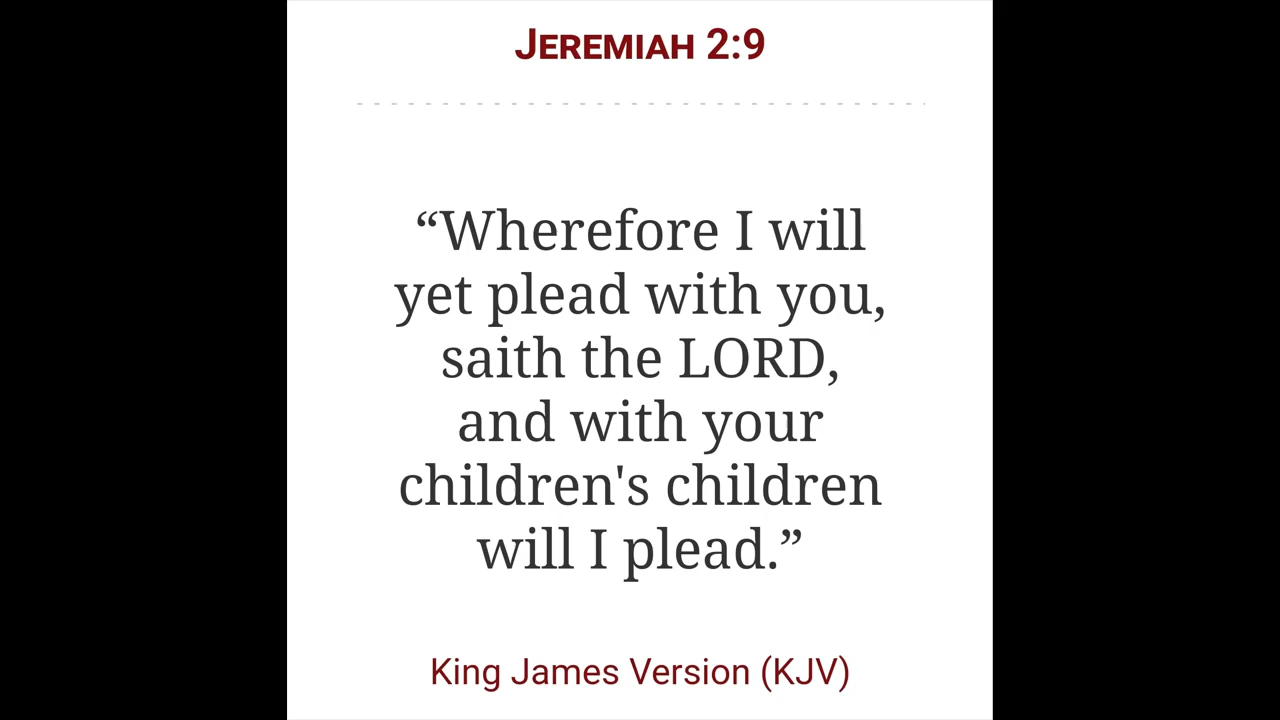 JEREMIAH 2:9
“Wherefore I will
yet plead with you,
saith the LORD,
and with your
children's children
will I plead.”
King James Version (KJV)